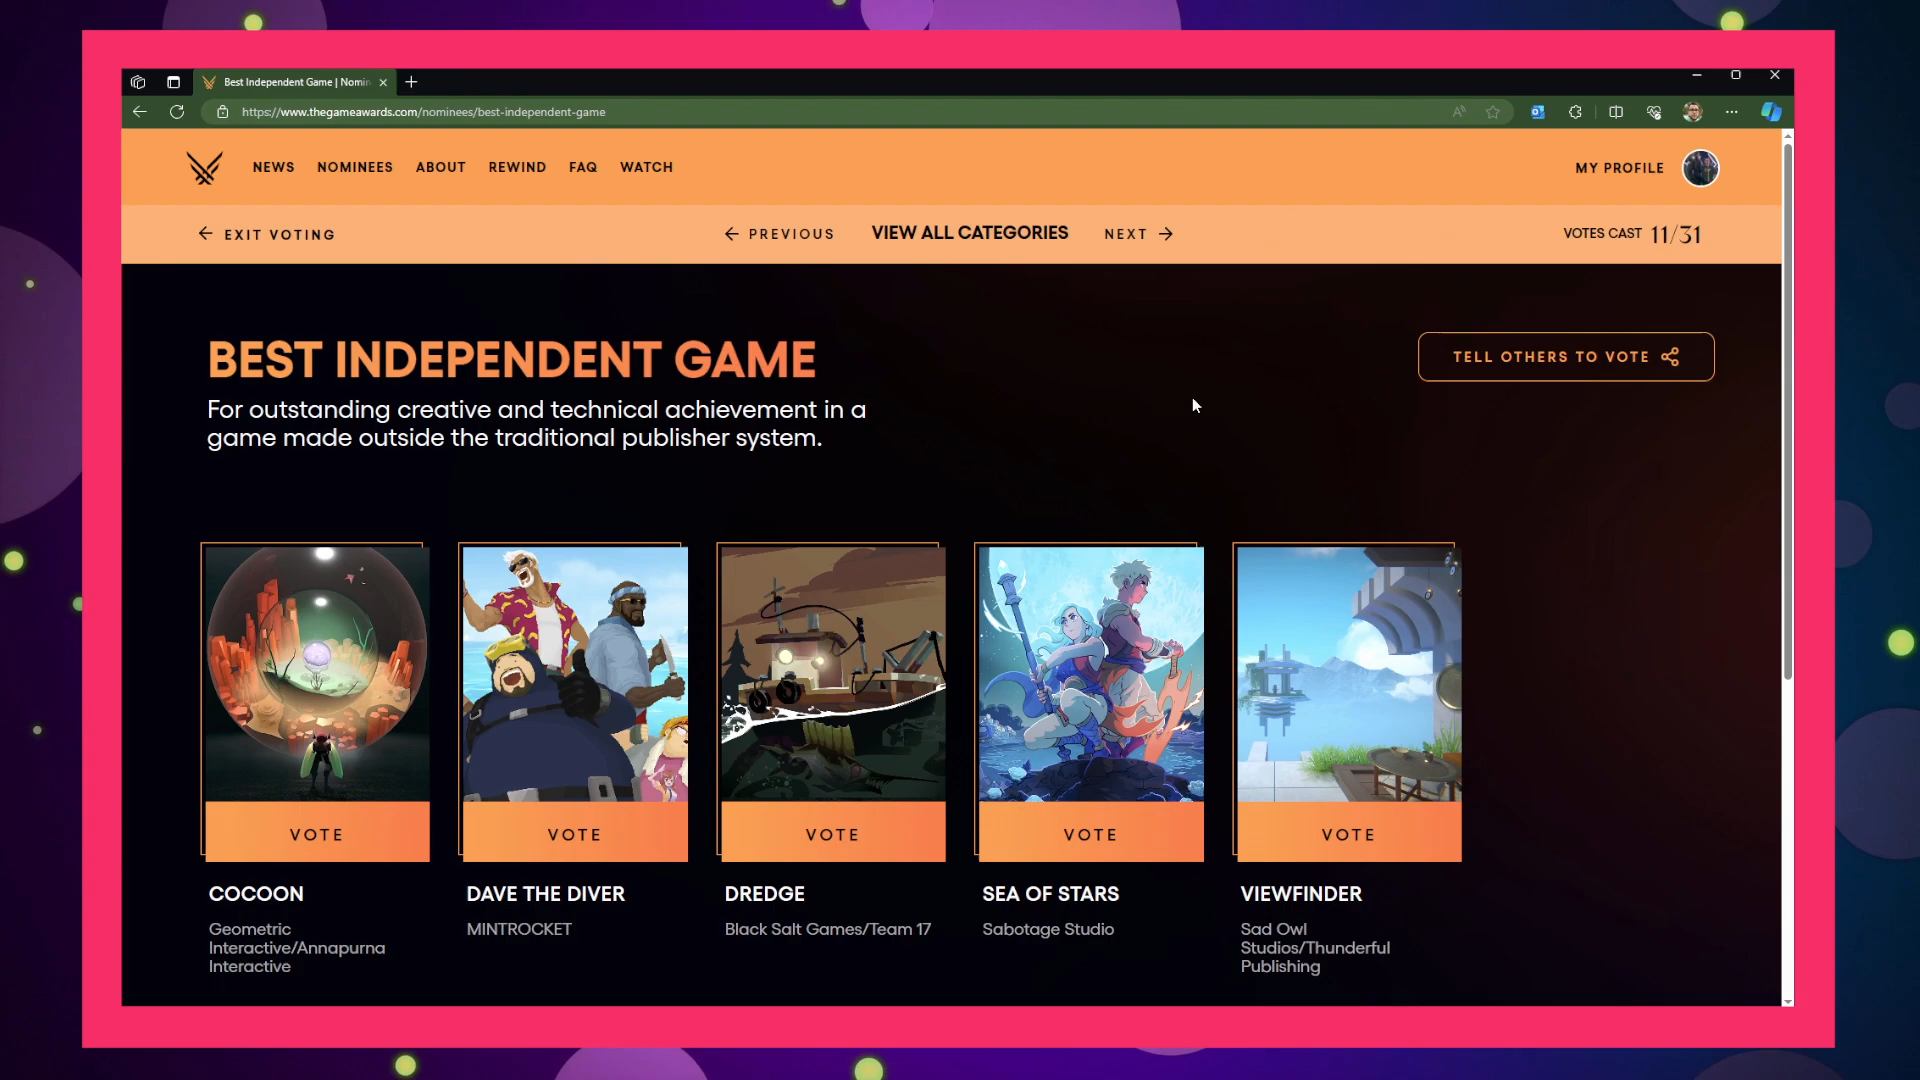 Best Independent Game | Nomin
https://www.thegameawards.com/nominees/best-independent-game
NEWS NOMINEES ABOUT REWIND FAQ WATCH MY PROFILE
← EXIT VOTING ← PREVIOUS VIEW ALL CATEGORIES NEXT → VOTES CAST 11/31
BEST INDEPENDENT GAME
TELL OTHERS TO VOTE
For outstanding creative and technical achievement in a
game made outside the traditional publisher system.
VOTE VOTE VOTE VOTE VOTE
COCOON
Geometric
Interactive/Annapurna
Interactive
DAVE THE DIVER
MINTROCKET
DREDGE
Black Salt Games/Team 17
SEA OF STARS
Sabotage Studio
VIEWFINDER
Sad Owl
Studios/Thunderful
Publishing